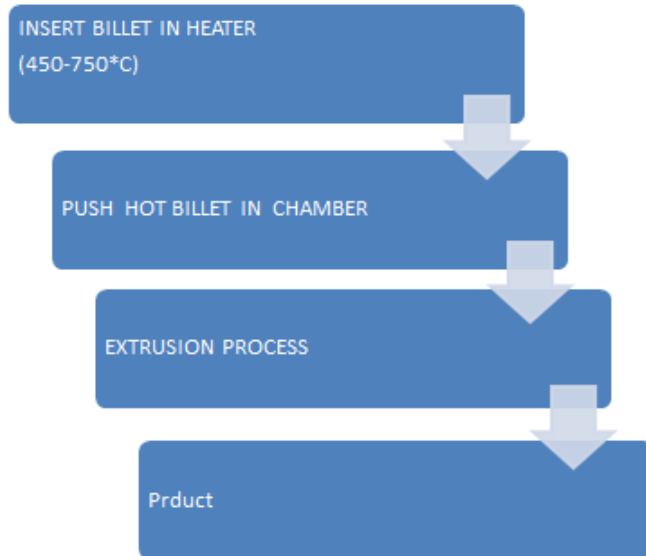 INSERT BILLET IN HEATER
(450-750*C)
PUSH HOT BILLET IN CHAMBER
EXTRUSION PROCESS
Prduct